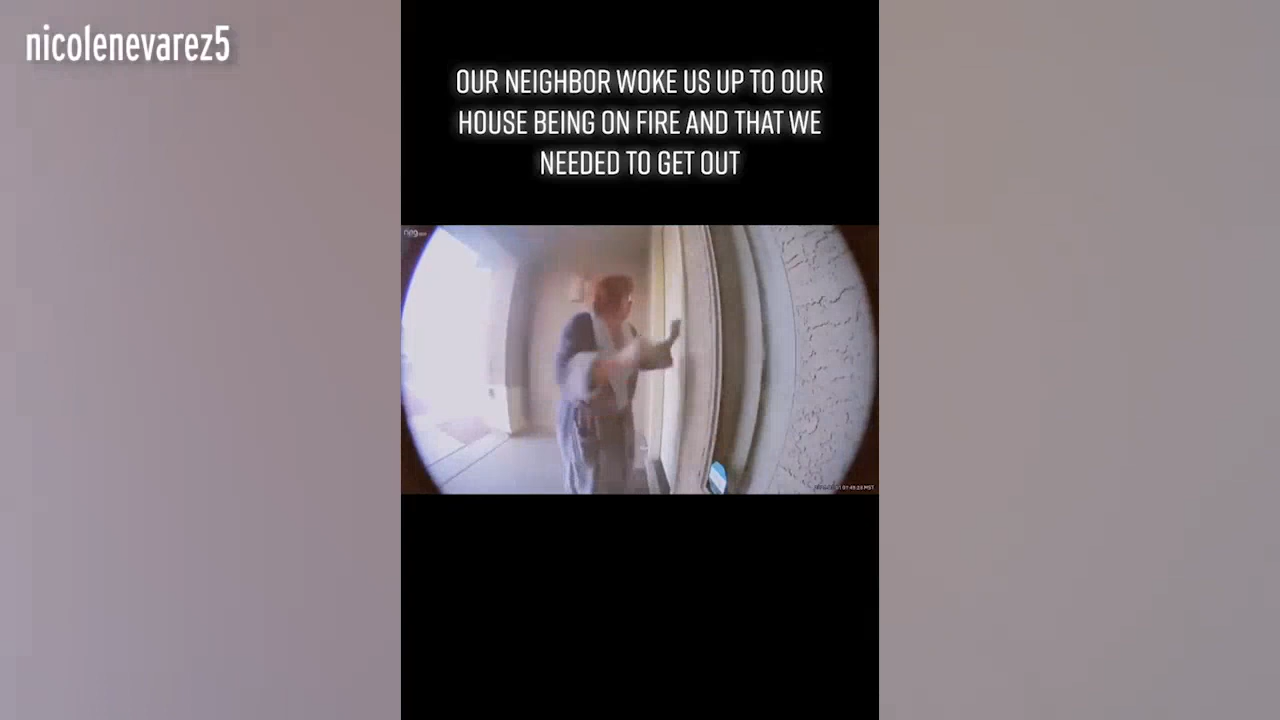 nicolenevarez5
OUR NEIGHBOR WOKE US UP TO OUR
HOUSE BEING ON FIRE AND THAT WE
NEEDED TO GET OUT
ring